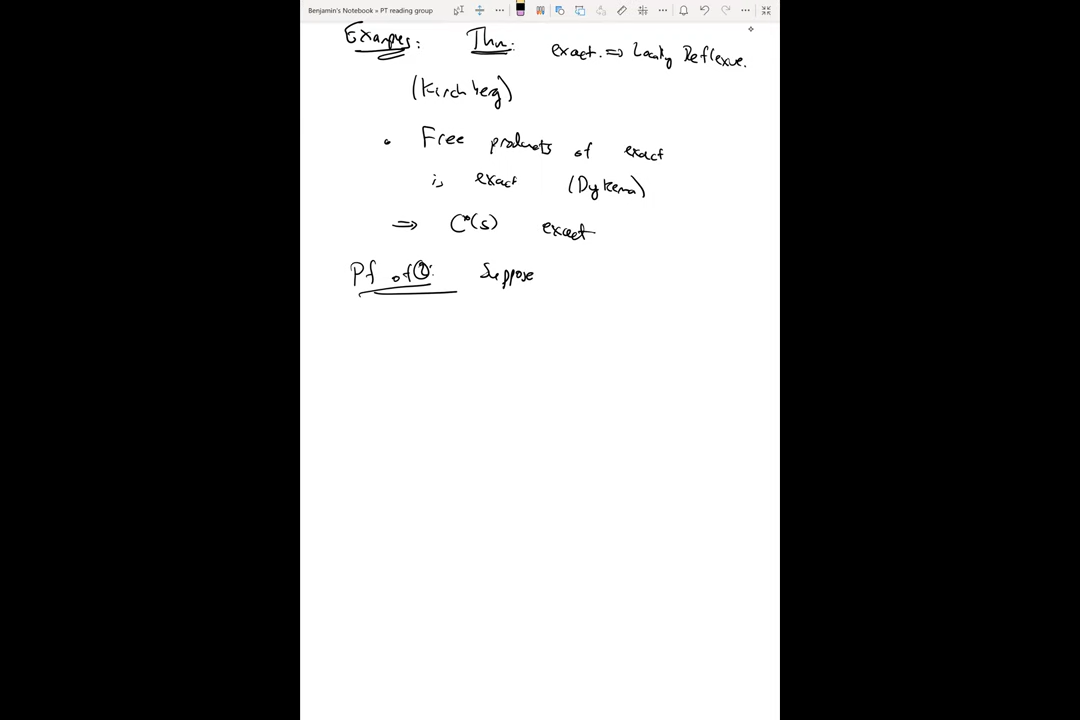 Benjamin's Notebook » PT reading group
Examples: Thm: exact ⇒ Locally Reflexive.
(Kirchberg)
• Free products of exact
is exact (Dykema)
⇒ C*(s) exact
Pf of ②: Suppose